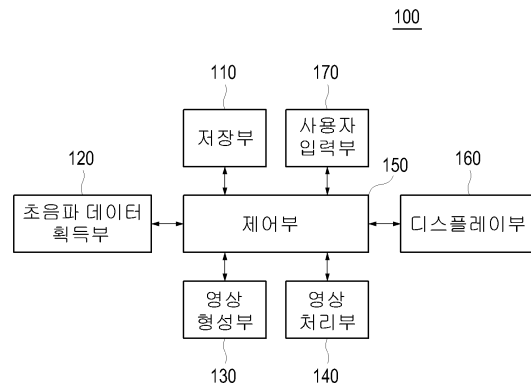 100
110
170
저장부
사용자
입력부
120
150
160
초음파 데이터
획득부
제어부
디스플레이부
영상
형성부
영상
처리부
130
140